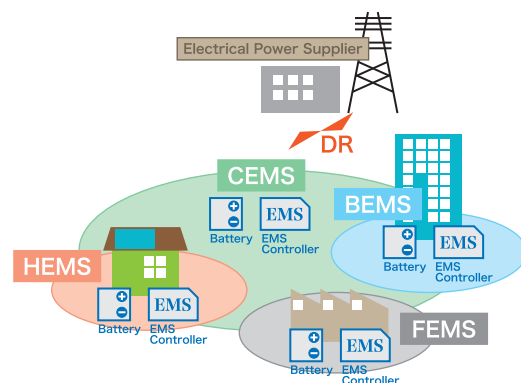 Electrical Power Supplier
DR
CEMS
EMS
Battery
EMS
Controller
BEMS
EMS
Battery
EMS
Controller
HEMS
EMS
Battery
EMS
Controller
FEMS
EMS
Battery
EMS
Controller